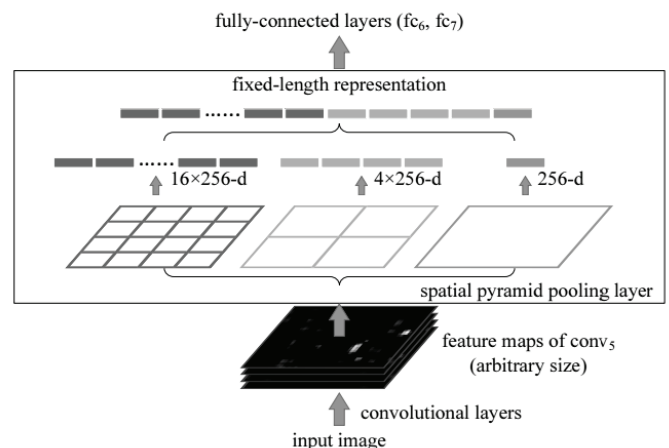 fully-connected layers (fc6, fc7)
fixed-length representation
......
......
16×256-d
4×256-d
256-d
spatial pyramid pooling layer
feature maps of conv5
(arbitrary size)
convolutional layers
input image